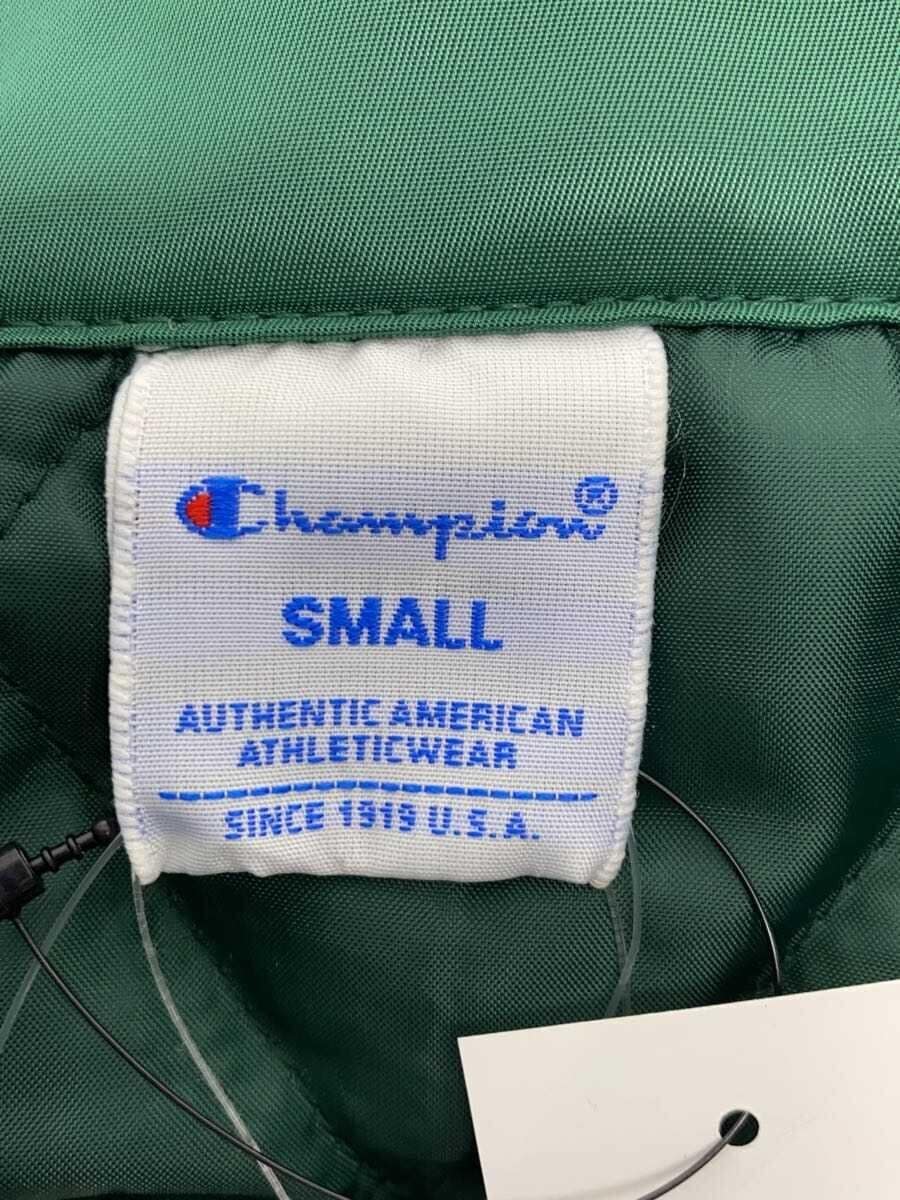 Champion®
SMALL
AUTHENTIC AMERICAN
ATHLETICWEAR
SINCE 1919 U.S.A.